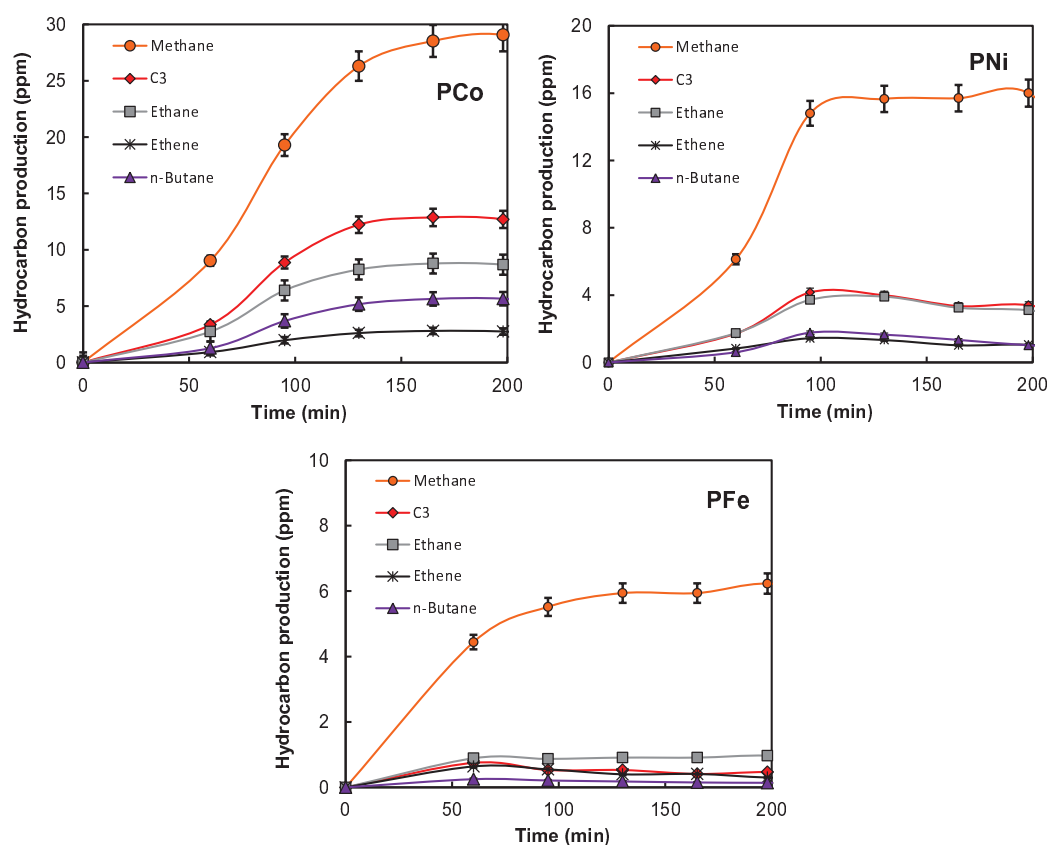 30
25
20
15
10
5
0
Hydrocarbon production (ppm)
Methane
C3
Ethane
Ethene
n-Butane
PCo
0
50
100
150
200
Time (min)
20
16
12
8
4
0
Hydrocarbon production (ppm)
Methane
C3
Ethane
Ethene
n-Butane
PNi
0
50
100
150
200
Time (min)
10
8
6
4
2
0
Hydrocarbon production (ppm)
Methane
C3
Ethane
Ethene
n-Butane
PFe
0
50
100
150
200
Time (min)